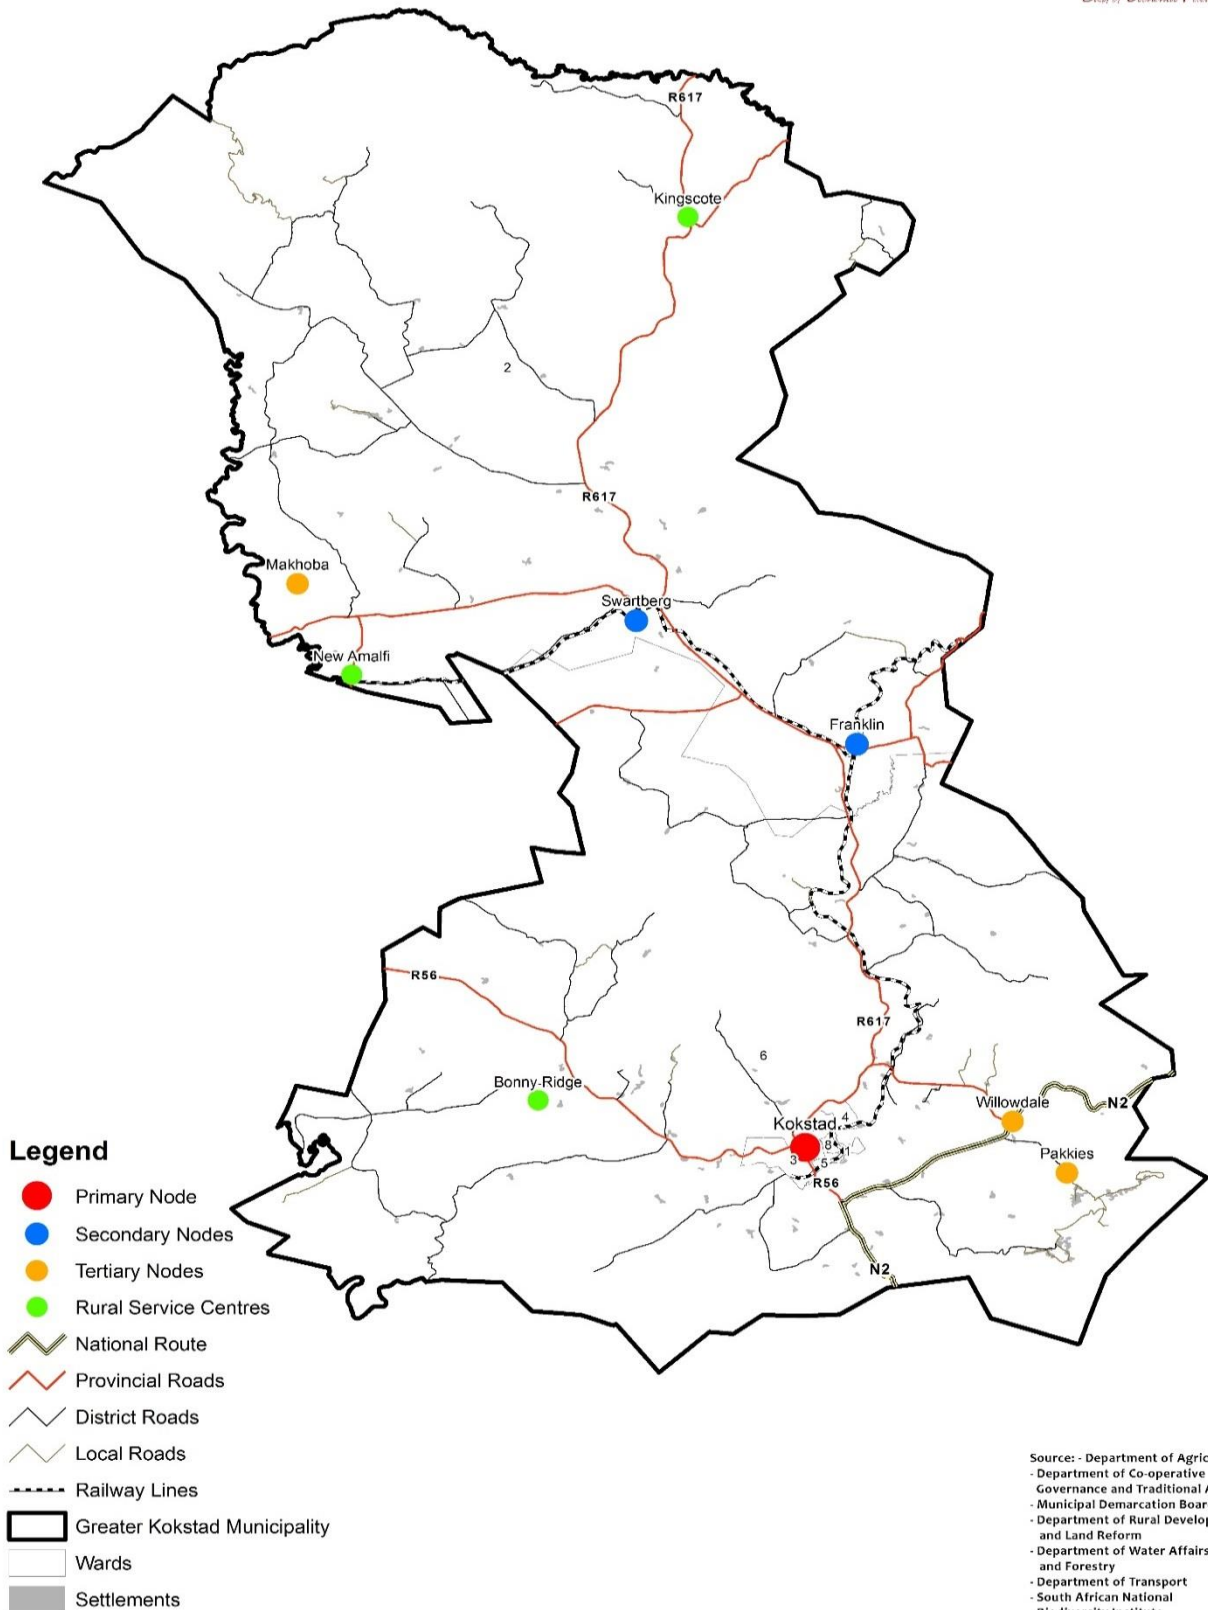 R617
Kingscote
2
R617
Makhoba
Swartberg
New Amalfi
Franklin
R56
R617
6
Bonny Ridge
Willowdale
N2
Kokstad
4
8
1
3
5
R56
Pakkies
N2
Legend
Primary Node
Secondary Nodes
Tertiary Nodes
Rural Service Centres
National Route
Provincial Roads
District Roads
Local Roads
Railway Lines
Greater Kokstad Municipality
Wards
Settlements
Source: - Department of Agric
- Department of Co-operative
Governance and Traditional A
- Municipal Demarcation Boar
- Department of Rural Develop
and Land Reform
- Department of Water Affairs
and Forestry
- Department of Transport
- South African National